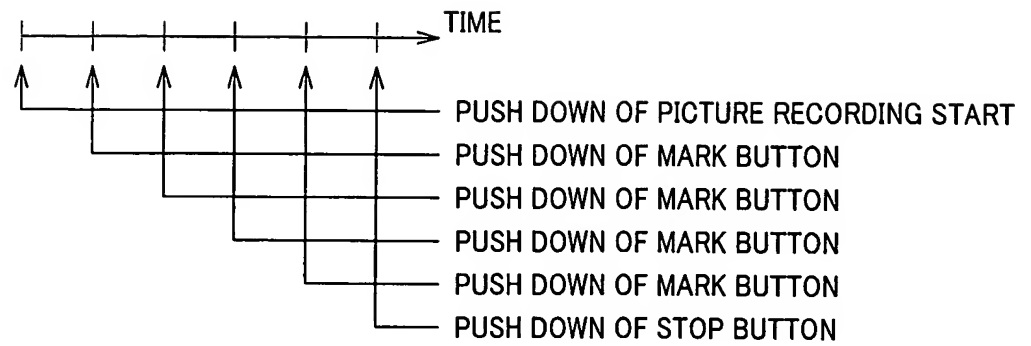 TIME
PUSH DOWN OF PICTURE RECORDING START
PUSH DOWN OF MARK BUTTON
PUSH DOWN OF MARK BUTTON
PUSH DOWN OF MARK BUTTON
PUSH DOWN OF MARK BUTTON
PUSH DOWN OF STOP BUTTON